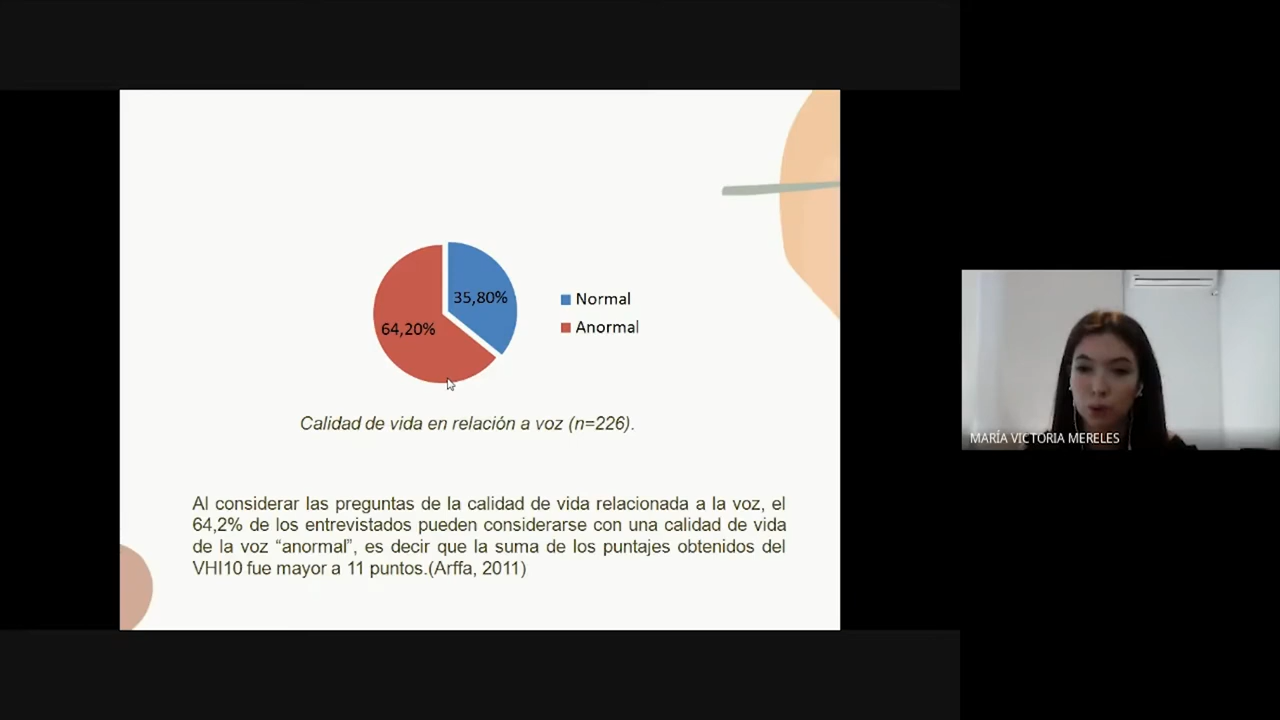 35,80%
64,20%
Normal
Anormal
Calidad de vida en relación a voz (n=226).
Al considerar las preguntas de la calidad de vida relacionada a la voz, el
64,2% de los entrevistados pueden considerarse con una calidad de vida
de la voz “anormal”, es decir que la suma de los puntajes obtenidos del
VHI10 fue mayor a 11 puntos.(Arffa, 2011)
MARÍA VICTORIA MERELES